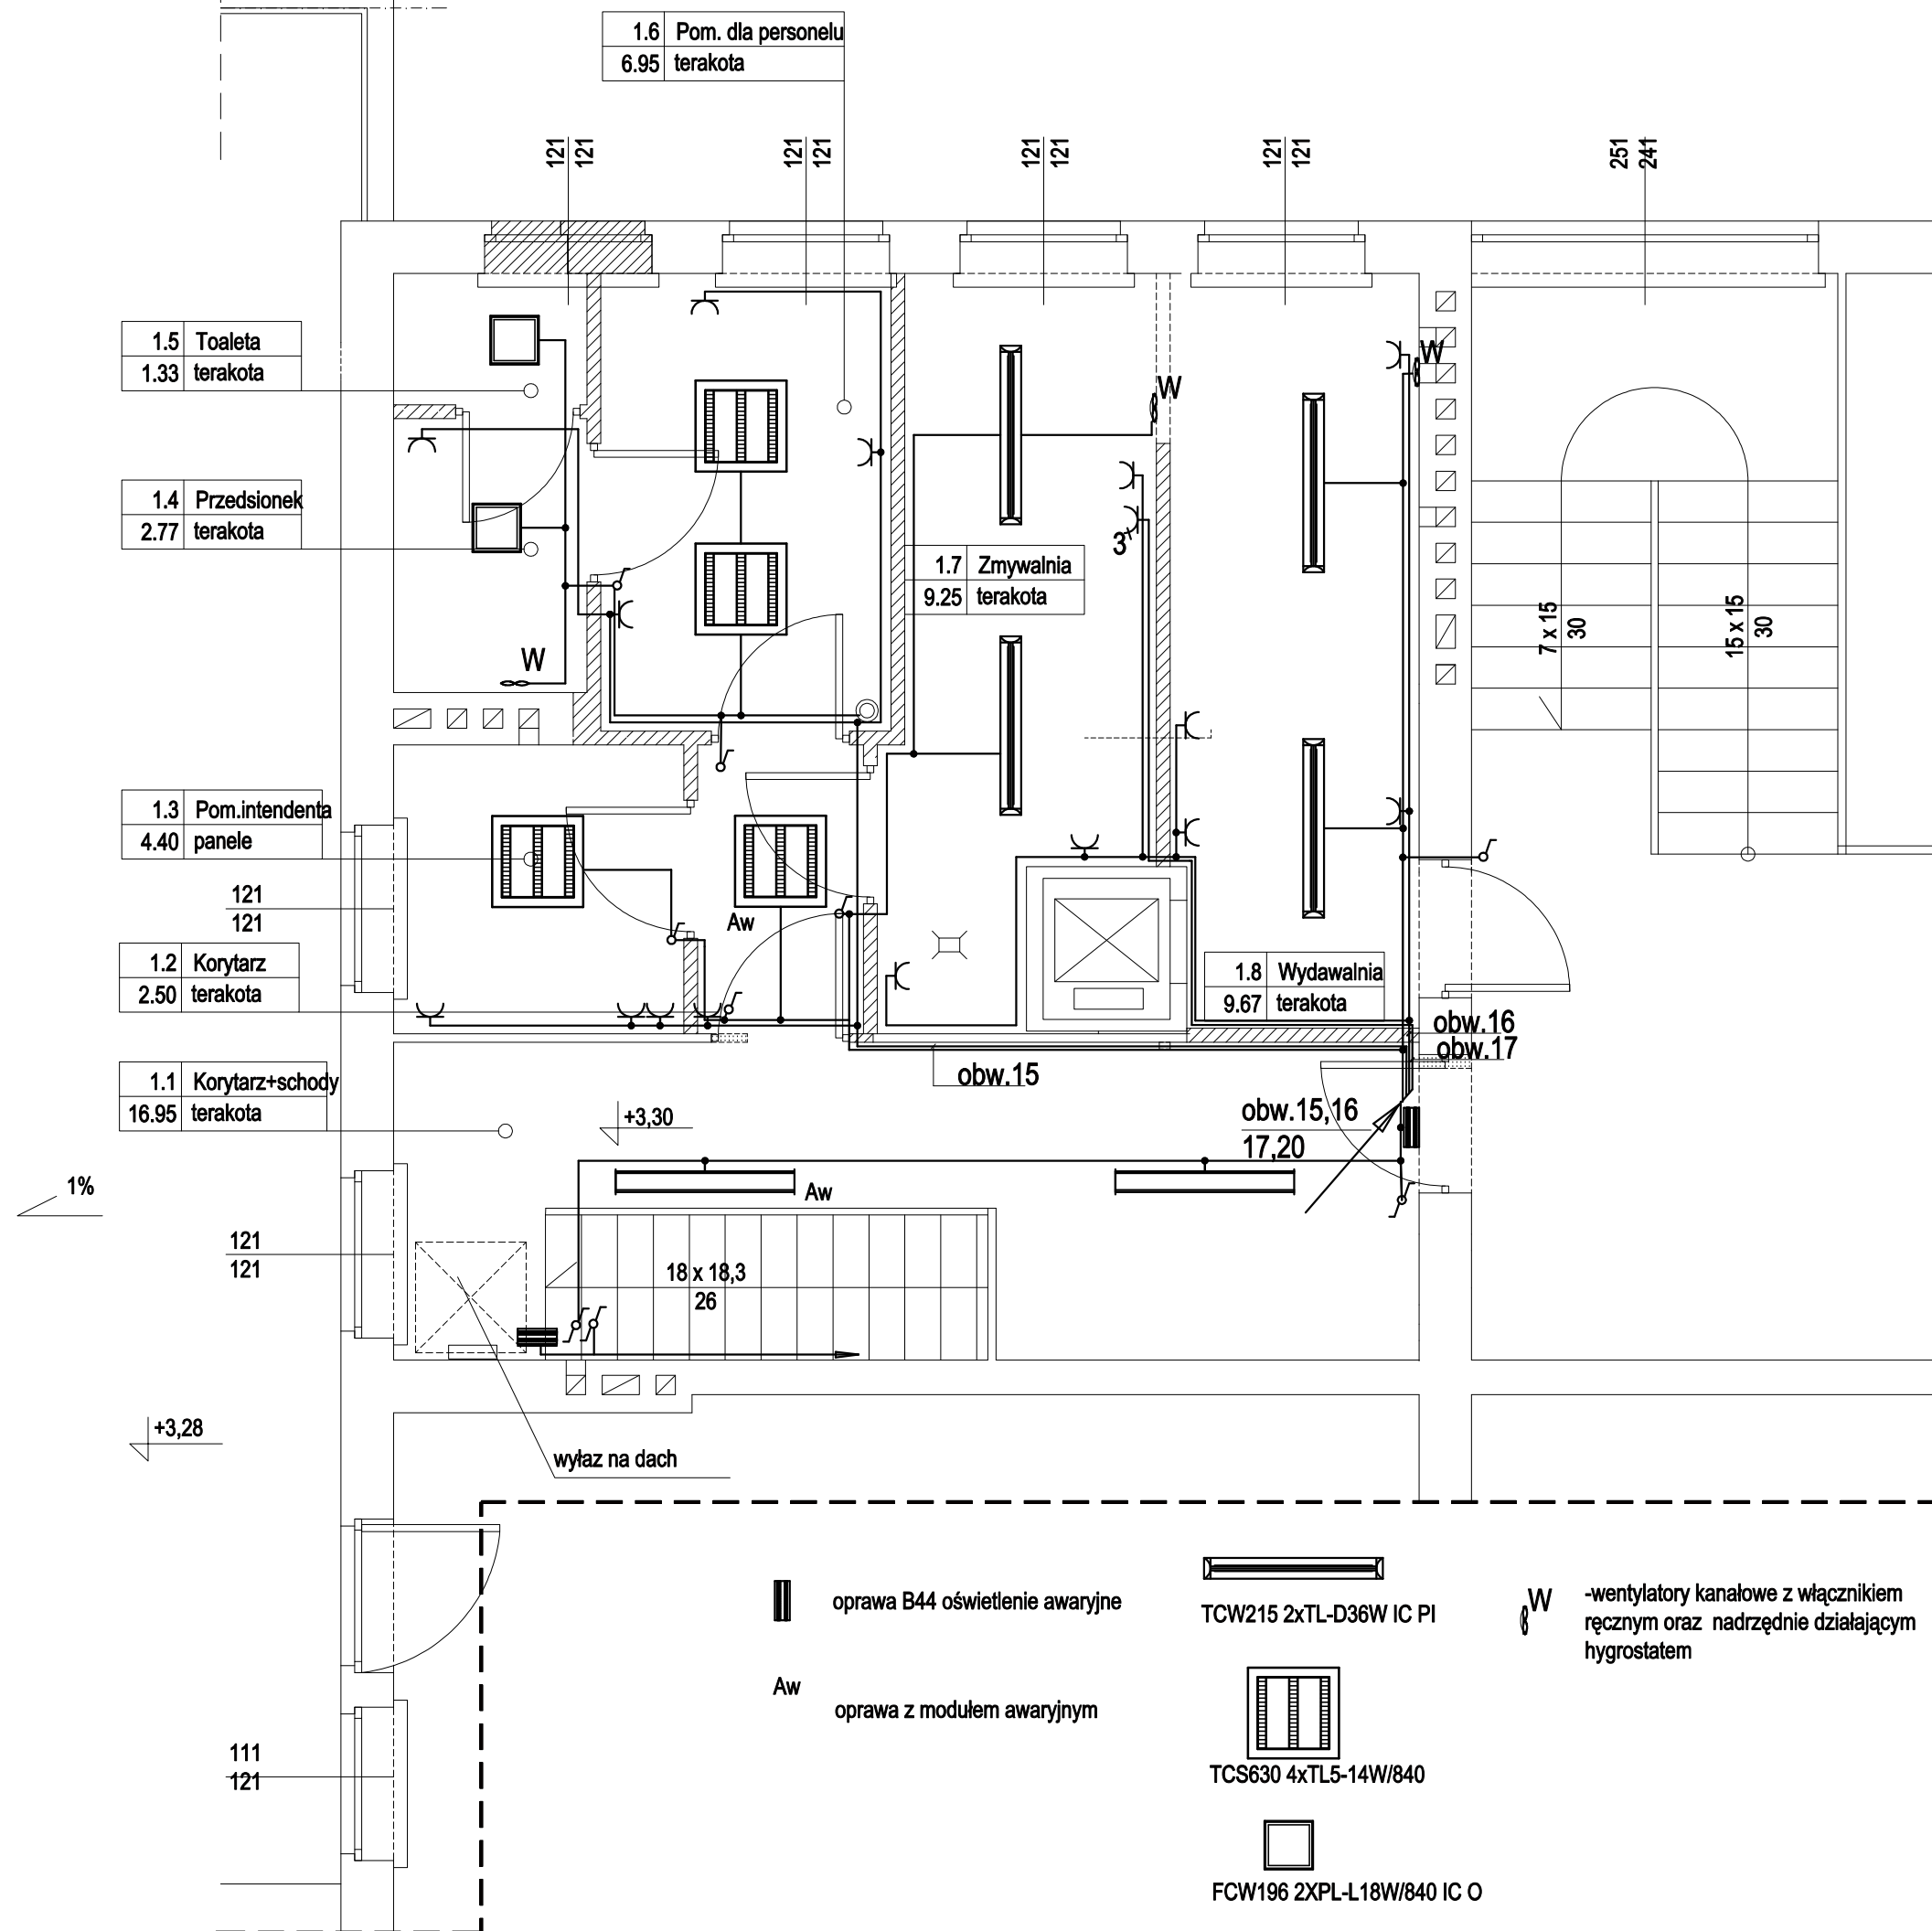 1.6 Pom. dla personelu
6.95 terakota
121
121
121
121
121
121
121
121
251
241
1.5 Toaleta
1.33 terakota
W
W
1.4 Przedsionek
2.77 terakota
3
1.7 Zmywalnia
9.25 terakota
7 x 15
30
15 x 15
30
W
1.3 Pom.intendenta
4.40 panele
121
121
Aw
1.2 Korytarz
2.50 terakota
1.8 Wydawalnia
9.67 terakota
obw.16
obw.17
obw.15
1.1 Korytarz+schody
16.95 terakota
+3,30
obw.15,16
17,20
1%
Aw
121
121
18 x 18,3
26
+3,28
wyłaz na dach
oprawa B44 oświetlenie awaryjne
TCW215 2xTL-D36W IC PI
W
-wentylatory kanałowe z włącznikiem
ręcznym oraz nadrzędnie działającym
hygrostatem
Aw
oprawa z modułem awaryjnym
111
121
TCS630 4xTL5-14W/840
FCW196 2XPL-L18W/840 IC O